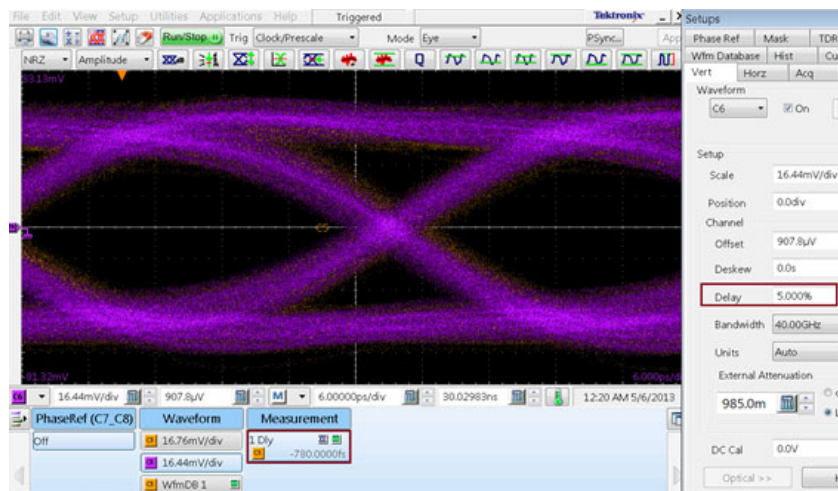 File Edit View Setup Utilities Applications Help Triggered Tektronix
Run/Stop Trig Clock/Prescale Mode Eye PSync... App
NRZ Amplitude
Setups
Phase Ref Mask TDR
Wfm Database Hist Cu
Vert Horz Acq
Waveform
C6 On
Setup
Scale 16.44mV/div
Position 0.0div
Channel
Offset 907.8µV
Deskew 0.0s
Delay 5.000%
Bandwidth 40.00GHz
Units Auto
External Attenuation
985.0m
DC Cal 0.0V
Optical >>
C5
6.000ps/d
C6 16.44mV/div 907.8µV M 6.00000ps/div 30.02983ns 12:20 AM 5/6/2013
PhaseRef (C7_C8) Waveform Measurement
Off 16.76mV/div 1 Dly
-780.0000fs
16.44mV/div
WfmDB 1